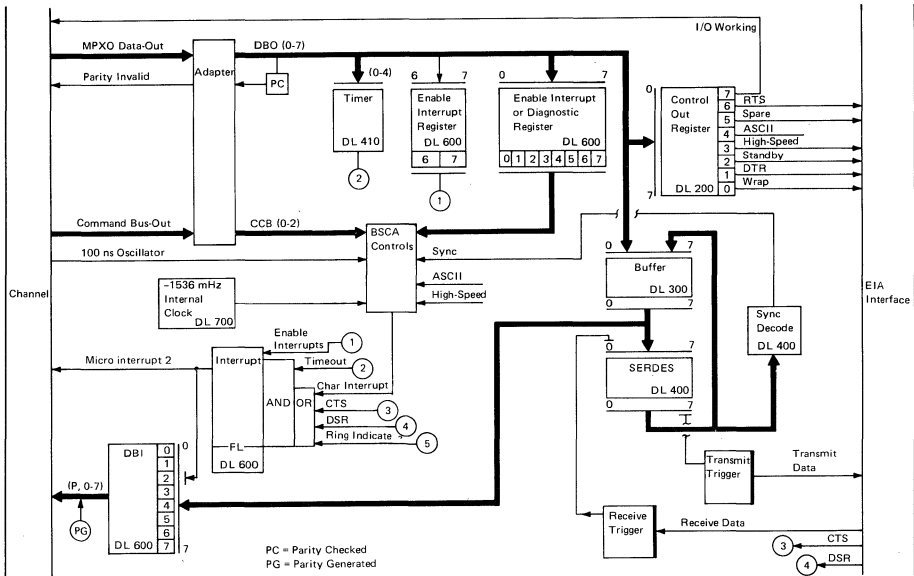 I/O Working
MPXO Data-Out
Adapter
DBO (0-7)
Parity Invalid
PC
(0-4)
6 7
0 7
0
Timer
DL 410
2
Enable
Interrupt
Register
DL 600
6 7
1
Enable Interrupt
or Diagnostic
Register
DL 600
0 1 2 3 4 5 6 7
Control
Out
Register
DL 200
7
7
6
5
4
3
2
1
0
RTS
Spare
ASCII
High-Speed
Standby
DTR
Wrap
Command Bus-Out
CCB (0-2)
BSCA
Controls
100 ns Oscillator
Sync
ASCII
High-Speed
0 7
Buffer
DL 300
Channel
EIA
Interface
−1536 mHz
Internal
Clock
DL 700
Sync
Decode
DL 400
Enable
Interrupts
1
Micro interrupt 2
Interrupt
Timeout
2
0 7
SERDES
DL 400
0 7
Char Interrupt
AND OR
CTS
3
DSR
4
Ring Indicate
5
FL
DL 600
DBI
DL 600
0
1
2
3
4
5
6
7
0
7
(P, 0-7)
PG
Transmit
Trigger
Transmit
Data
Receive
Trigger
Receive Data
3
CTS
4
DSR
PC = Parity Checked
PG = Parity Generated